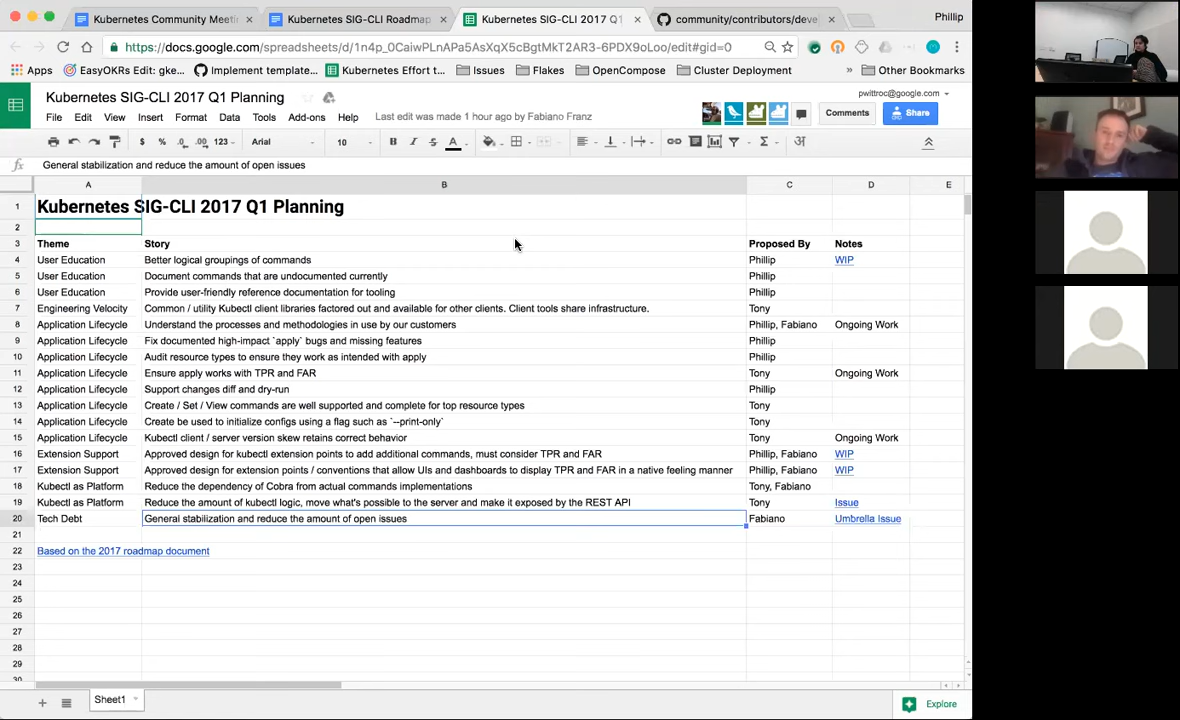 Kubernetes Community Meeti
Kubernetes SIG-CLI Roadmap
Kubernetes SIG-CLI 2017 Q1
community/contributors/deve
Phillip
https://docs.google.com/spreadsheets/d/1n4p_0CaiwPLnAPa5AsXqX5cBgtMkT2AR3-6PDX9oLoo/edit#gid=0
Apps EasyOKRs Edit: gke... Implement template... Kubernetes Effort t... Issues Flakes OpenCompose Cluster Deployment » Other Bookmarks
Kubernetes SIG-CLI 2017 Q1 Planning
pwittroc@google.com
File Edit View Insert Format Data Tools Add-ons Help Last edit was made 1 hour ago by Fabiano Franz
Comments Share
$ % .0 .00 123 Arial 10 B I S A
fx General stabilization and reduce the amount of open issues
A B C D E
1 Kubernetes SIG-CLI 2017 Q1 Planning
2
3 Theme Story Proposed By Notes
4 User Education Better logical groupings of commands Phillip WIP
5 User Education Document commands that are undocumented currently Phillip
6 User Education Provide user-friendly reference documentation for tooling Phillip
7 Engineering Velocity Common / utility Kubectl client libraries factored out and available for other clients. Client tools share infrastructure. Tony
8 Application Lifecycle Understand the processes and methodologies in use by our customers Phillip, Fabiano Ongoing Work
9 Application Lifecycle Fix documented high-impact `apply` bugs and missing features Phillip
10 Application Lifecycle Audit resource types to ensure they work as intended with apply Phillip
11 Application Lifecycle Ensure apply works with TPR and FAR Tony Ongoing Work
12 Application Lifecycle Support changes diff and dry-run Phillip
13 Application Lifecycle Create / Set / View commands are well supported and complete for top resource types Tony
14 Application Lifecycle Create be used to initialize configs using a flag such as `--print-only` Tony
15 Application Lifecycle Kubectl client / server version skew retains correct behavior Tony Ongoing Work
16 Extension Support Approved design for kubectl extension points to add additional commands, must consider TPR and FAR Phillip, Fabiano WIP
17 Extension Support Approved design for extension points / conventions that allow UIs and dashboards to display TPR and FAR in a native feeling manner Phillip, Fabiano WIP
18 Kubectl as Platform Reduce the dependency of Cobra from actual commands implementations Tony, Fabiano
19 Kubectl as Platform Reduce the amount of kubectl logic, move what's possible to the server and make it exposed by the REST API Tony Issue
20 Tech Debt General stabilization and reduce the amount of open issues Fabiano Umbrella Issue
21
22 Based on the 2017 roadmap document
23
24
25
26
27
28
29
30
Sheet1
Explore